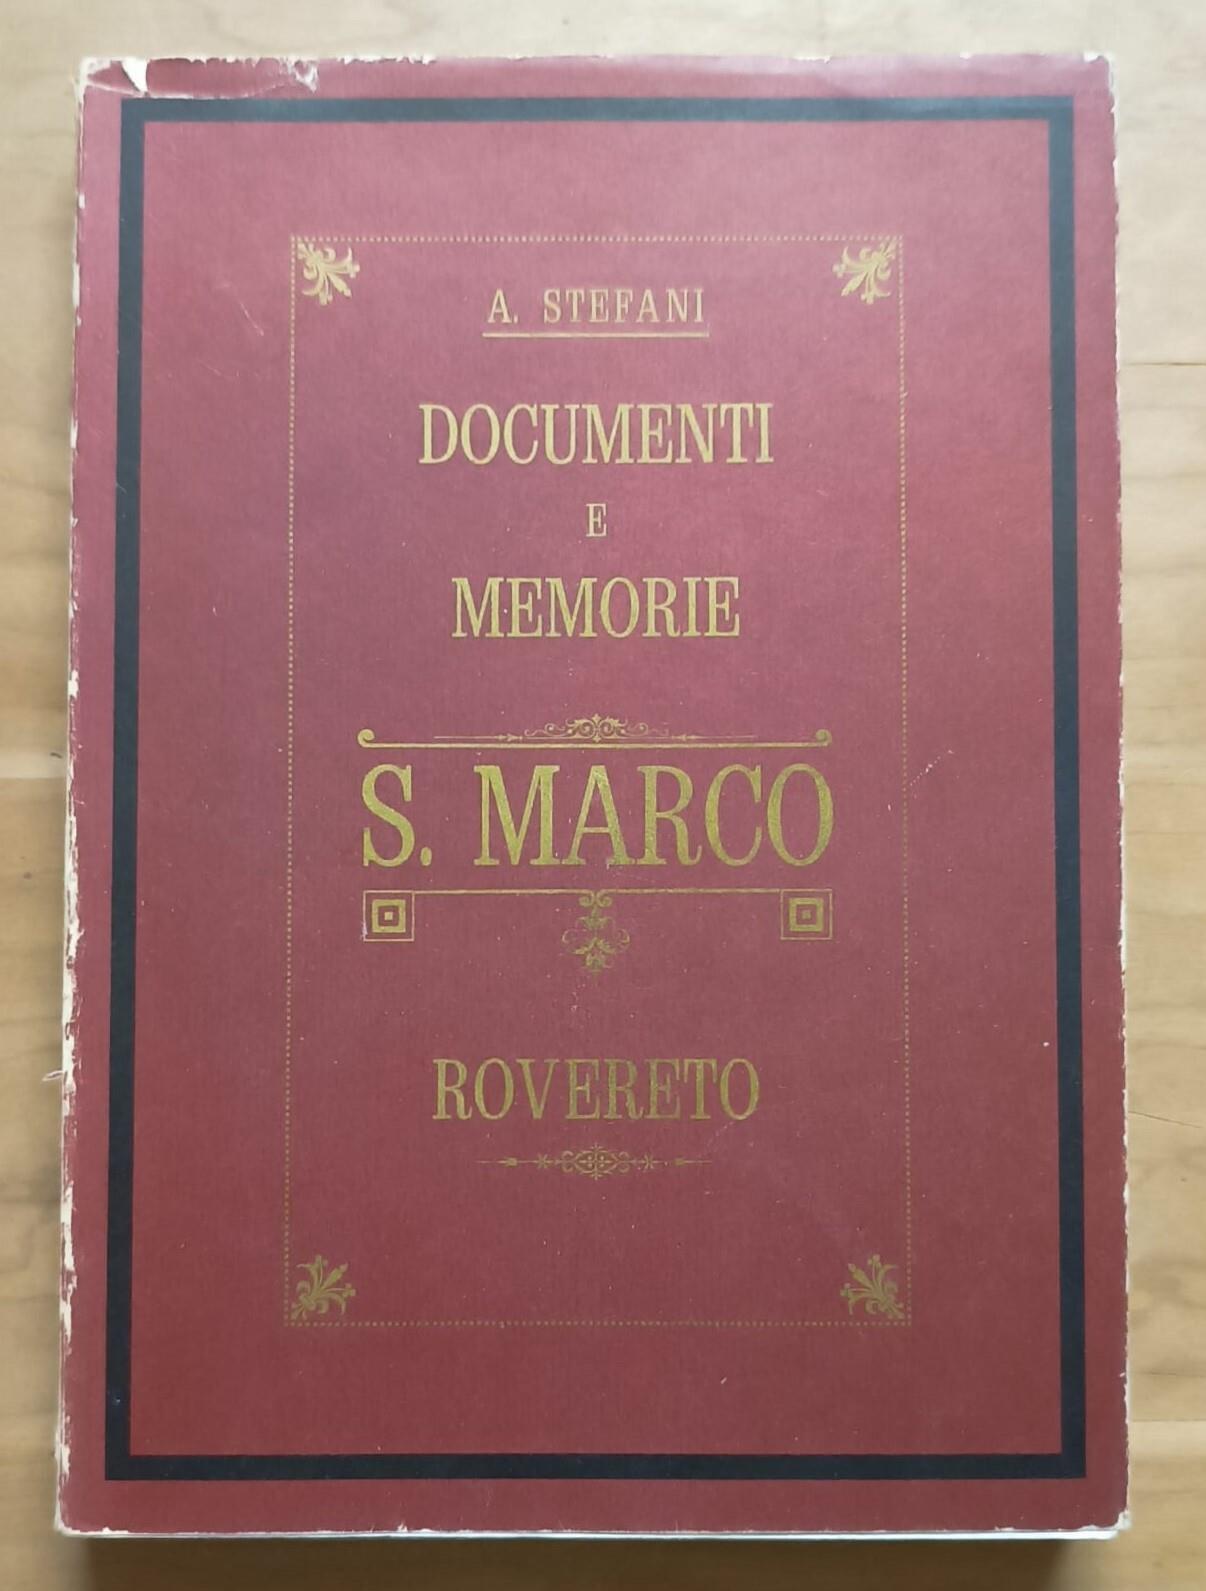 A. STEFANI
DOCUMENTI
E
MEMORIE
S. MARCO
ROVERETO